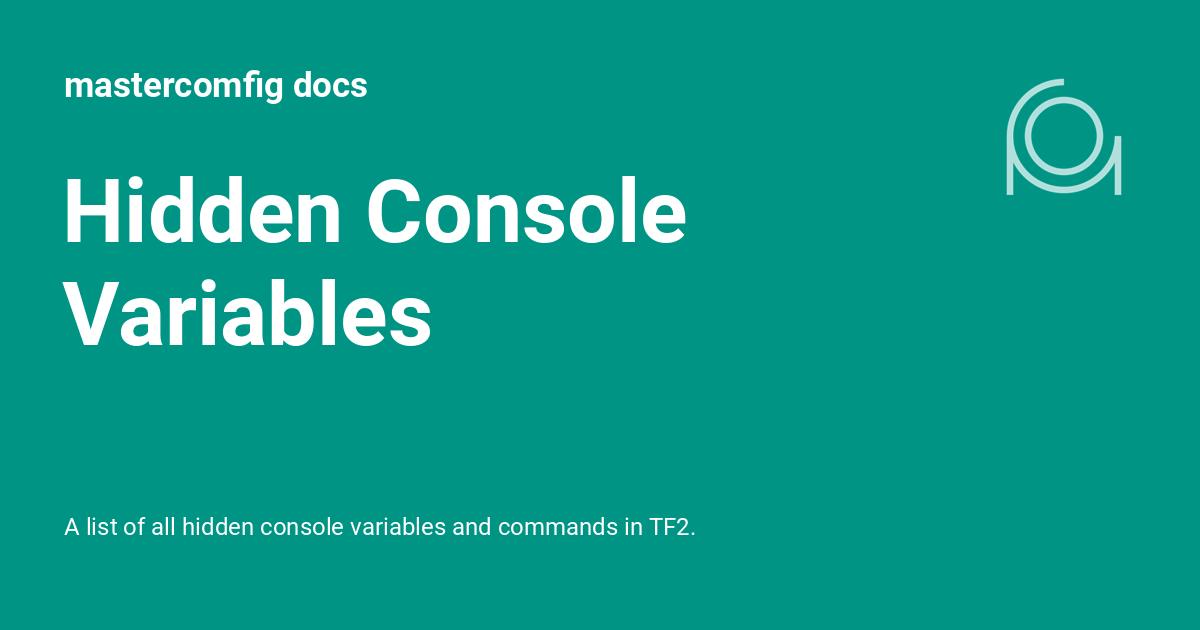 mastercomfig docs
Hidden Console
Variables
A list of all hidden console variables and commands in TF2.